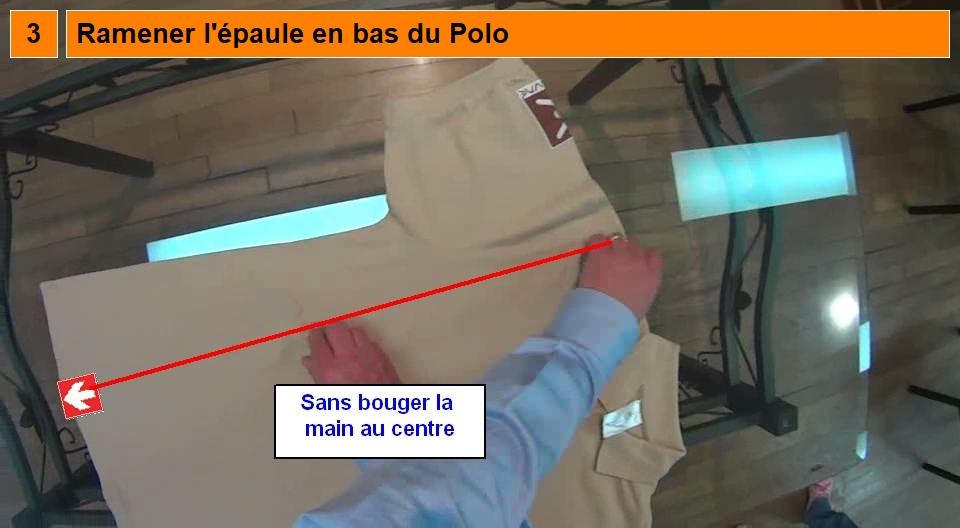 3
Ramener l'épaule en bas du Polo
Sans bouger la
main au centre